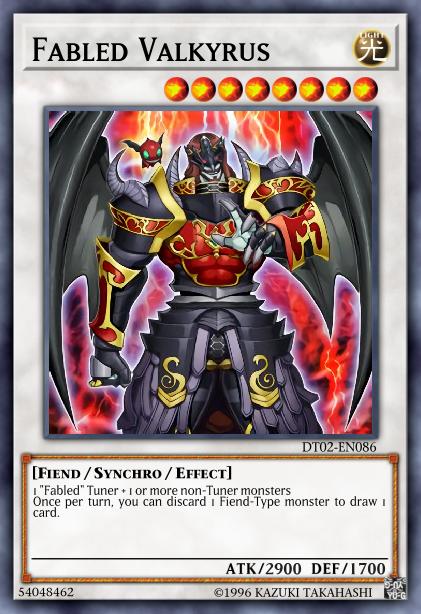 Fabled Valkyrus
LIGHT
光
DT02-EN086
[Fiend / Synchro / Effect]
1 "Fabled" Tuner + 1 or more non-Tuner monsters
Once per turn, you can discard 1 Fiend-Type monster to draw 1
card.
ATK/2900 DEF/1700
54048462
©1996 KAZUKI TAKAHASHI